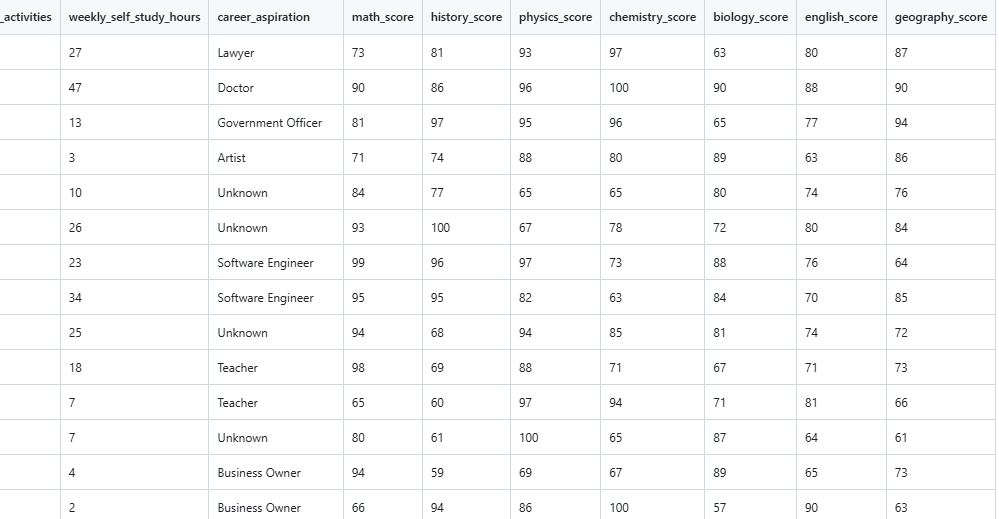 _activities weekly_self_study_hours career_aspiration math_score history_score physics_score chemistry_score biology_score english_score geography_score
27 Lawyer 73 81 93 97 63 80 87
47 Doctor 90 86 96 100 90 88 90
13 Government Officer 81 97 95 96 65 77 94
3 Artist 71 74 88 80 89 63 86
10 Unknown 84 77 65 65 80 74 76
26 Unknown 93 100 67 78 72 80 84
23 Software Engineer 99 96 97 73 88 76 64
34 Software Engineer 95 95 82 63 84 70 85
25 Unknown 94 68 94 85 81 74 72
18 Teacher 98 69 88 71 67 71 73
7 Teacher 65 60 97 94 71 81 66
7 Unknown 80 61 100 65 87 64 61
4 Business Owner 94 59 69 67 89 65 73
2 Business Owner 66 94 86 100 57 90 63